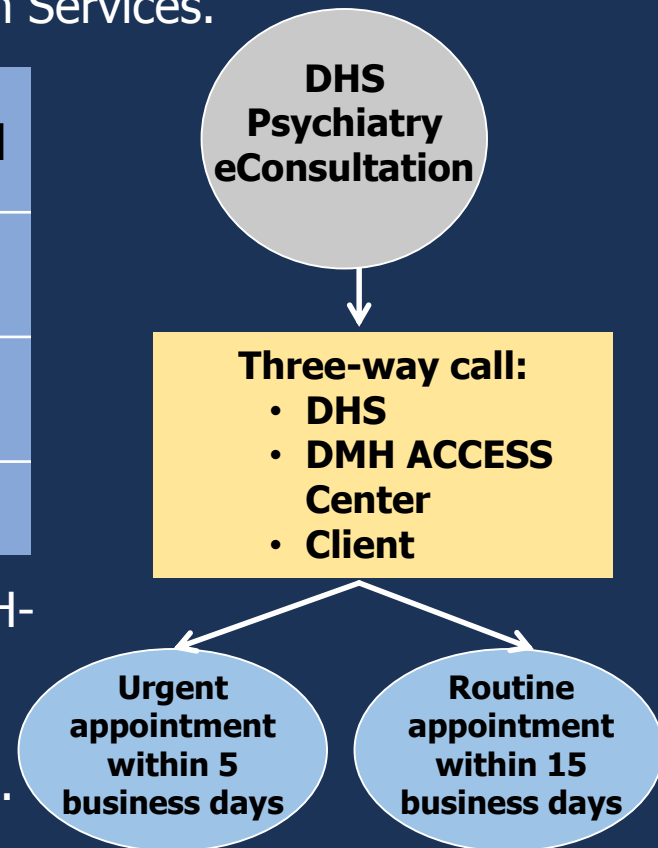 n Services.
DHS
Psychiatry
eConsultation
Three-way call:
• DHS
• DMH ACCESS
Center
• Client
H-
Urgent
appointment
within 5
business days
Routine
appointment
within 15
business days
.